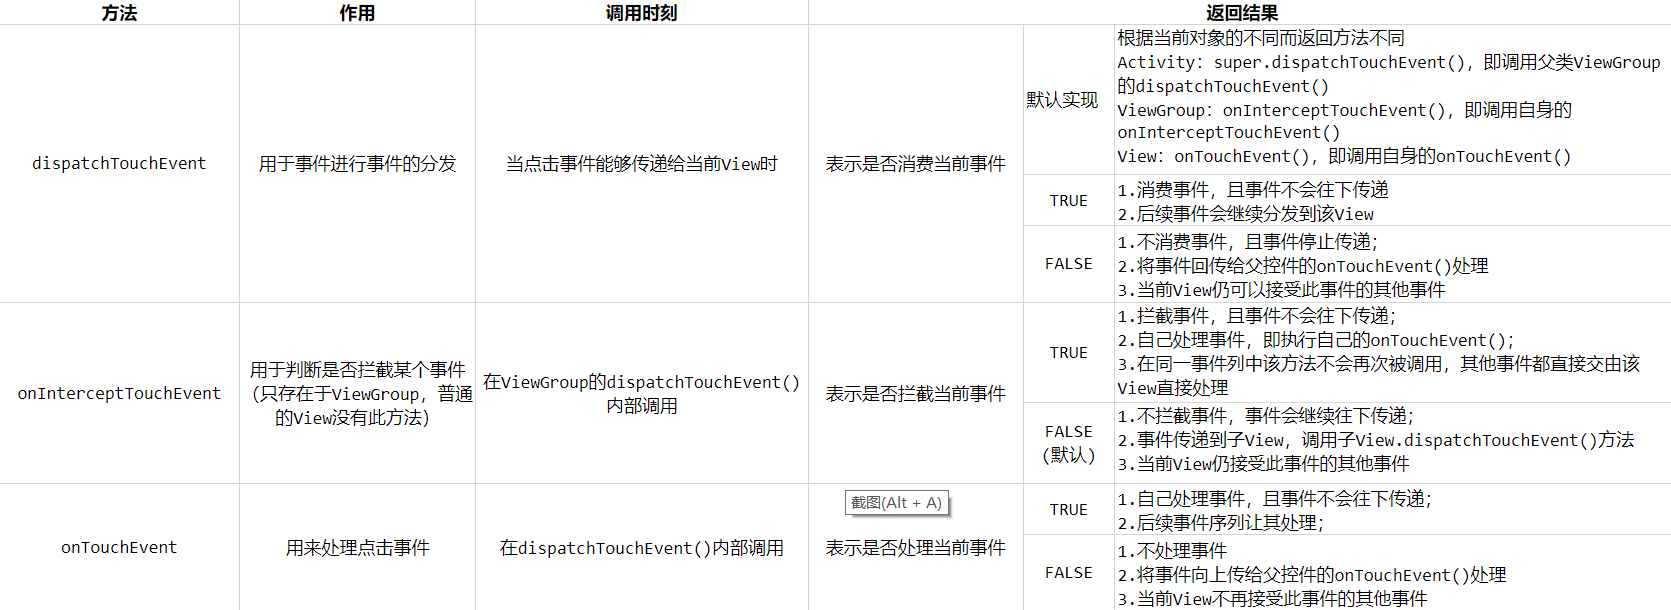 方法
作用
调用时刻
返回结果
dispatchTouchEvent
用于事件进行事件的分发
当点击事件能够传递给当前View时
表示是否消费当前事件
默认实现
根据当前对象的不同而返回方法不同
Activity: super.dispatchTouchEvent(), 即调用父类ViewGroup
的dispatchTouchEvent()
ViewGroup: onInterceptTouchEvent(), 即调用自身的
onInterceptTouchEvent()
View: onTouchEvent(), 即调用自身的onTouchEvent()
TRUE
1.消费事件，且事件不会往下传递
2.后续事件会继续分发到该View
FALSE
1.不消费事件，且事件停止传递；
2.将事件回传给父控件的onTouchEvent()处理
3.当前View仍可以接受此事件的其他事件
onInterceptTouchEvent
用于判断是否拦截某个事件
（只存在于ViewGroup，普通
的View没有此方法）
在ViewGroup的dispatchTouchEvent()
内部调用
表示是否拦截当前事件
TRUE
1.拦截事件，且事件不会往下传递；
2.自己处理事件，即执行自己的onTouchEvent()；
3.在同一事件列中该方法不会再次被调用，其他事件都直接交由该
View直接处理
FALSE
（默认）
1.不拦截事件，事件会继续往下传递；
2.事件传递到子View，调用子View.dispatchTouchEvent()方法
3.当前View仍接受此事件的其他事件
onTouchEvent
用来处理点击事件
在dispatchTouchEvent()内部调用
截图(Alt + A)
表示是否处理当前事件
TRUE
1.自己处理事件，且事件不会往下传递；
2.后续事件序列让其处理；
FALSE
1.不处理事件
2.将事件向上传给父控件的onTouchEvent()处理
3.当前View不再接受此事件的其他事件